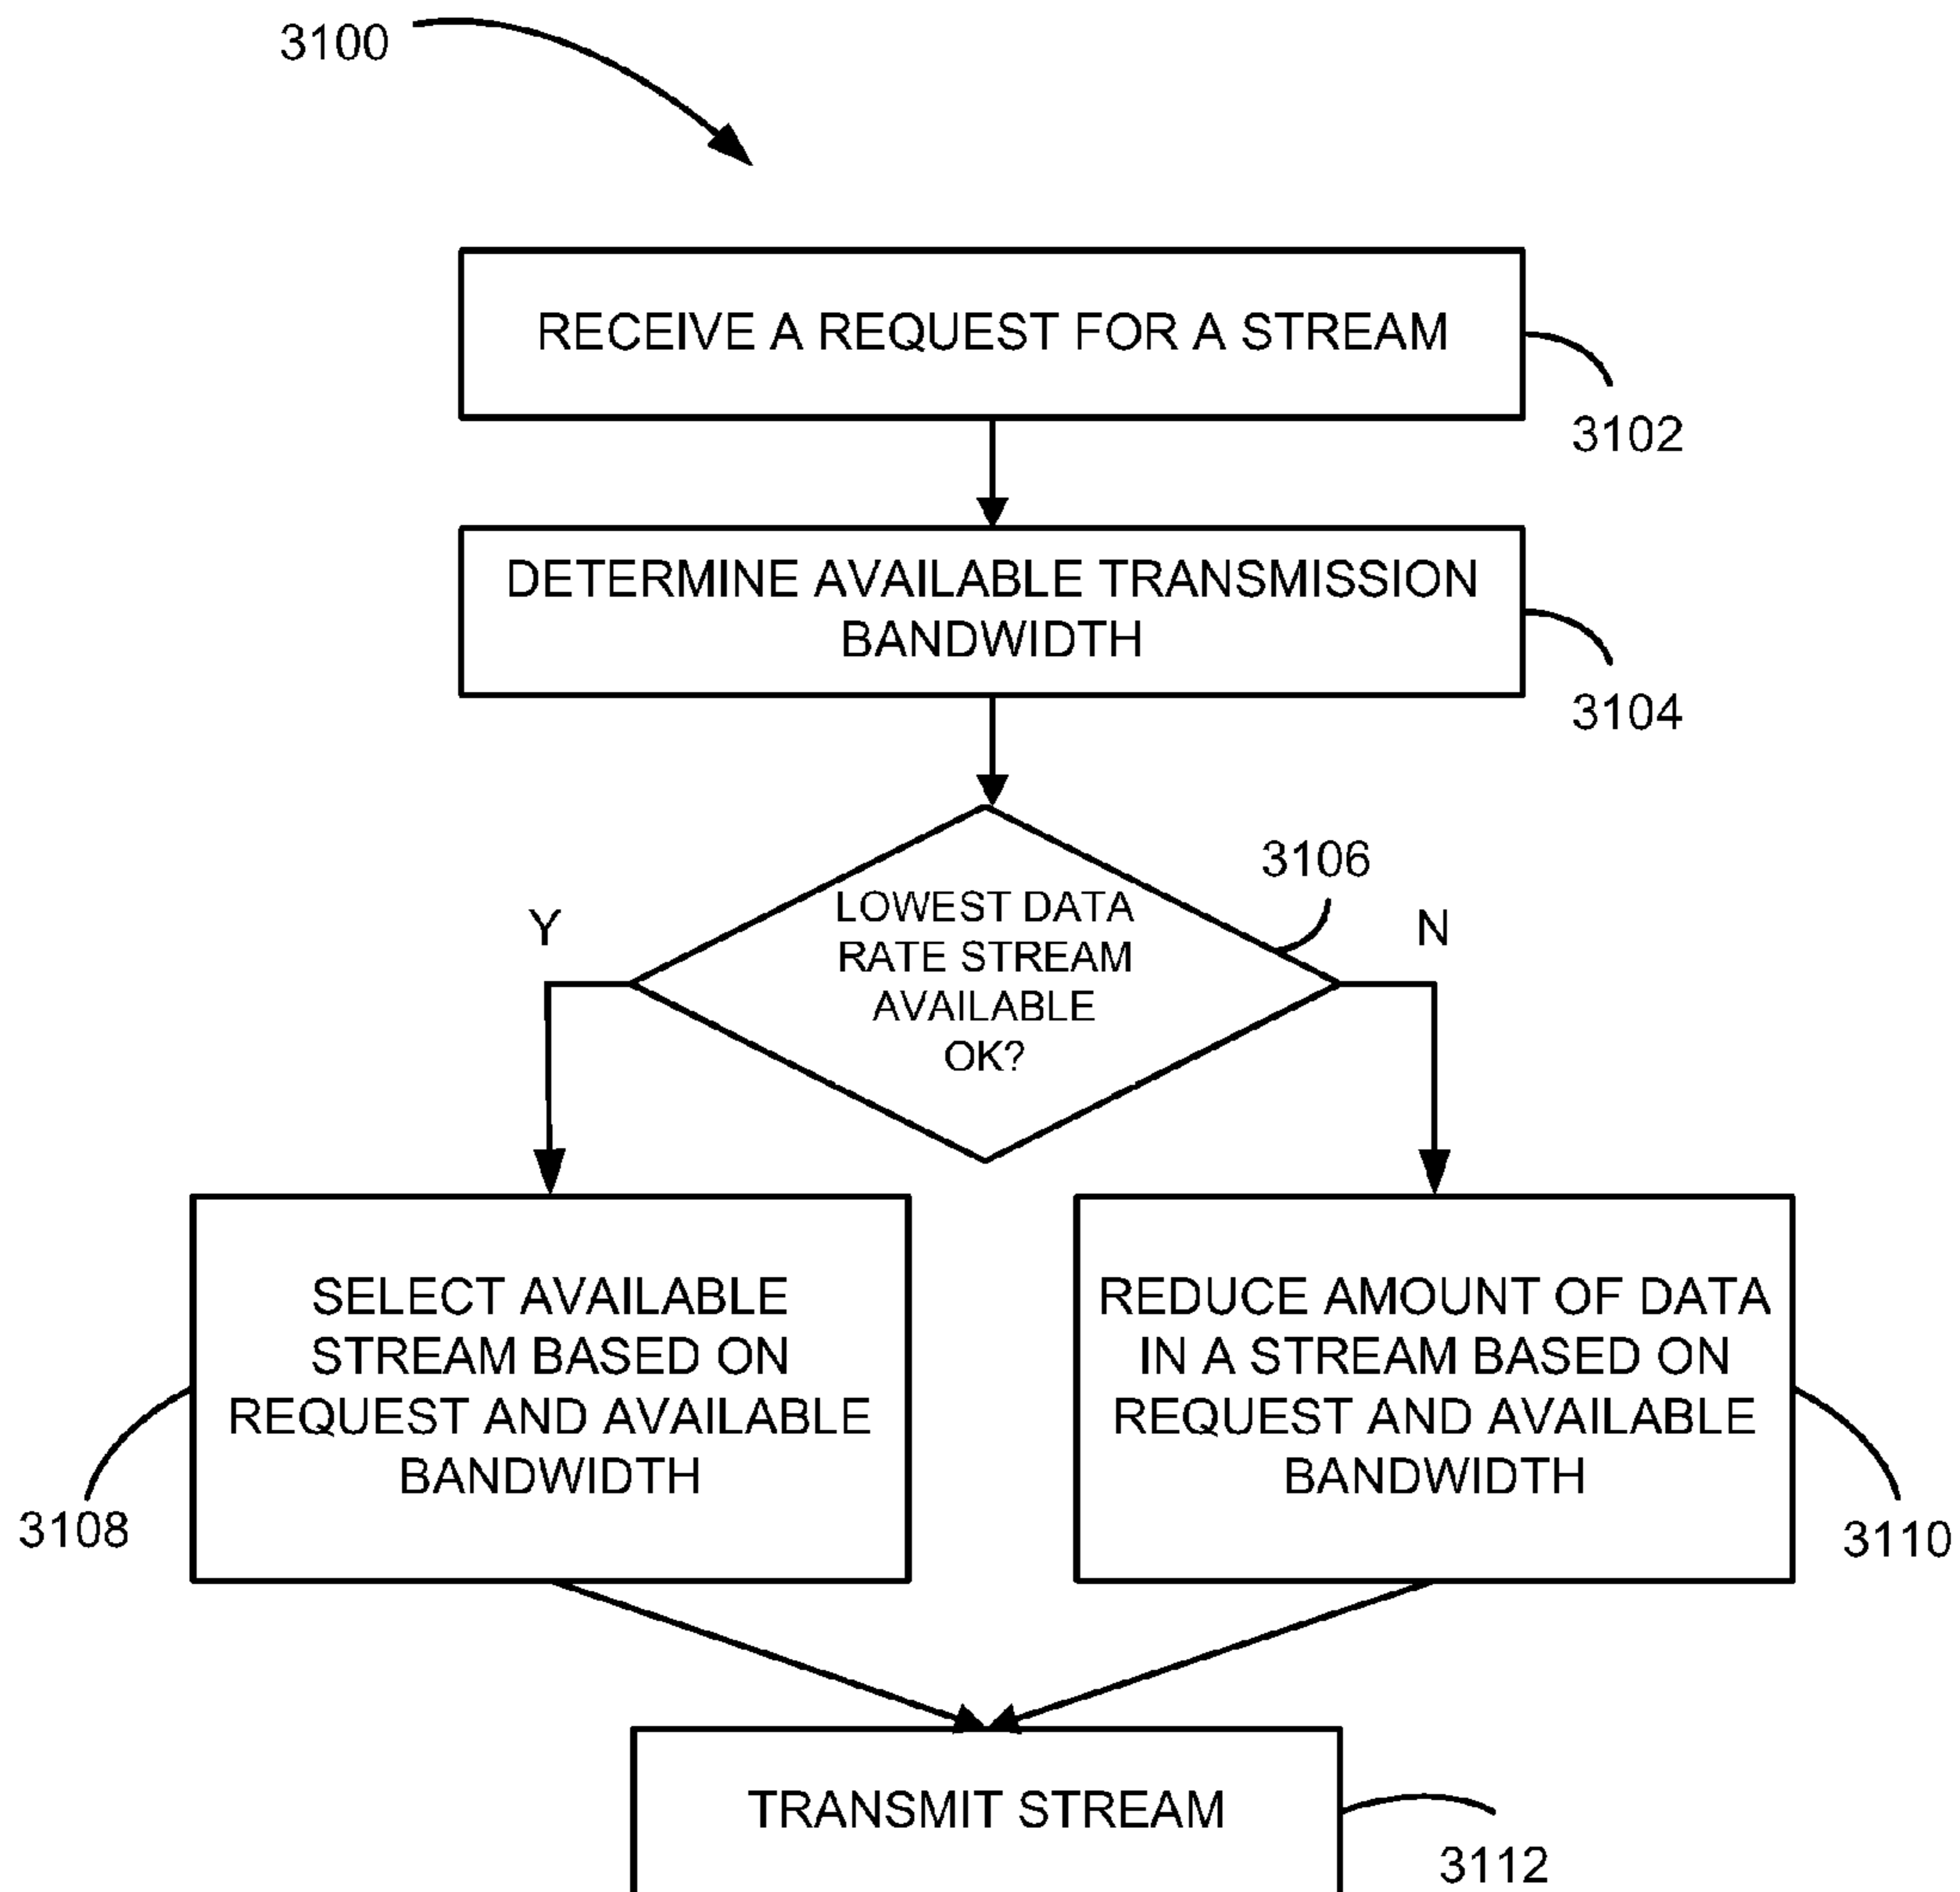 3100
RECEIVE A REQUEST FOR A STREAM
3102
DETERMINE AVAILABLE TRANSMISSION
BANDWIDTH
3104
3106
LOWEST DATA
RATE STREAM
AVAILABLE
OK?
Y
N
SELECT AVAILABLE
STREAM BASED ON
REQUEST AND AVAILABLE
BANDWIDTH
3108
REDUCE AMOUNT OF DATA
IN A STREAM BASED ON
REQUEST AND AVAILABLE
BANDWIDTH
3110
TRANSMIT STREAM
3112